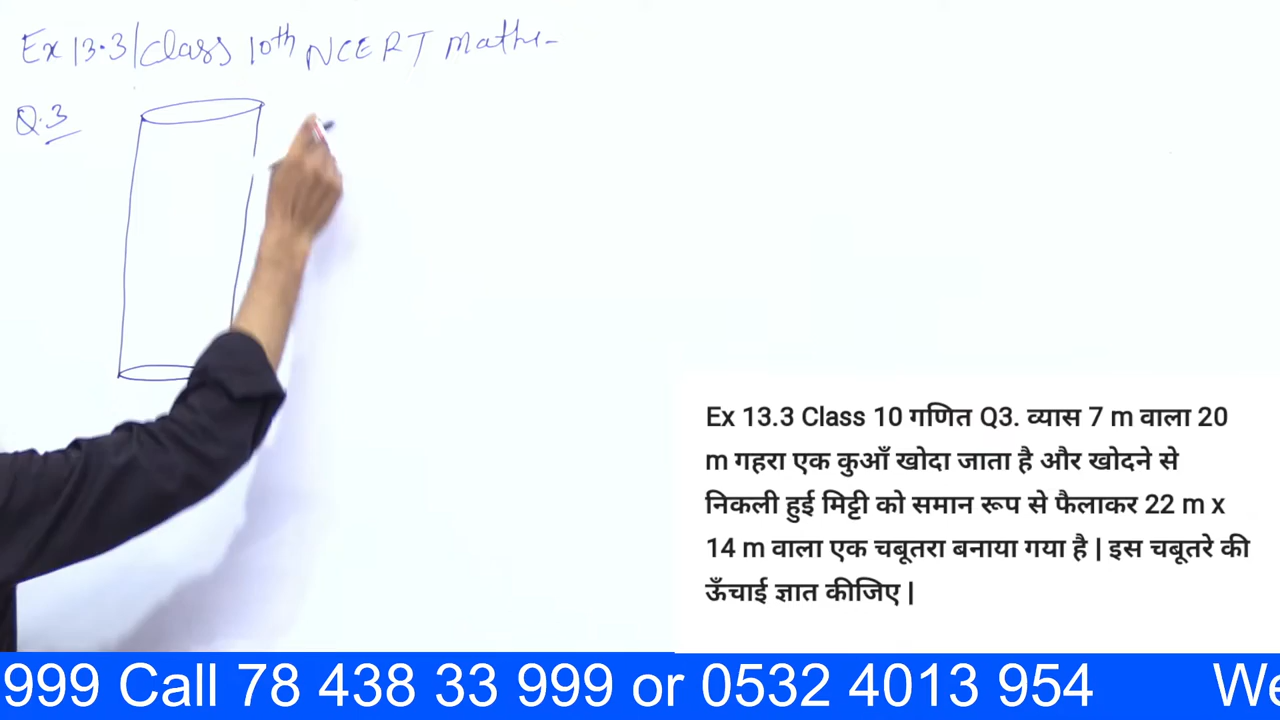 Ex 13.3/Class 10th NCERT Maths-
Q.3
Ex 13.3 Class 10 गणित Q3. व्यास 7 m वाला 20
m गहरा एक कुआँ खोदा जाता है और खोदने से
निकली हुई मिट्टी को समान रूप से फैलाकर 22 m x
14 m वाला एक चबूतरा बनाया गया है | इस चबूतरे की
ऊँचाई ज्ञात कीजिए |
999 Call 78 438 33 999 or 0532 4013 954 We